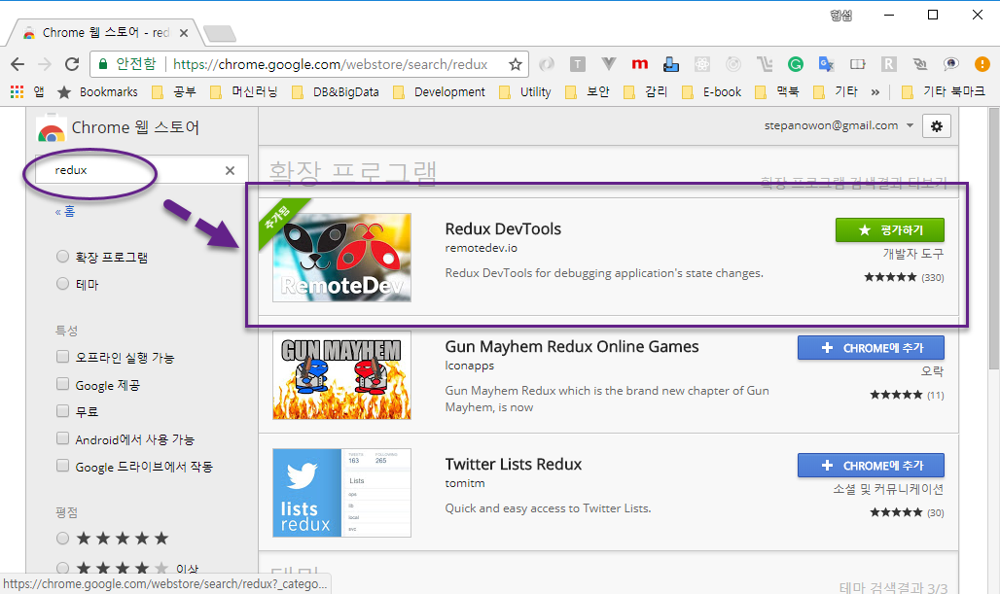 형섭
Chrome 웹 스토어 - red
안전함
https://chrome.google.com/webstore/search/redux
앱
Bookmarks
공부
머신러닝
DB&BigData
Development
Utility
보안
감리
E-book
맥북
기타
»
기타 북마크
Chrome 웹 스토어
stepanowon@gmail.com
redux
« 홈
확장 프로그램
테마
특성
오프라인 실행 가능
Google 제공
무료
Android에서 사용 가능
Google 드라이브에서 작동
평점
이상
확장 프로그램
확장 프로그램 검색결과 더보기
추가됨
RemoteDev
Redux DevTools
remotedev.io
Redux DevTools for debugging application's state changes.
평가하기
개발자 도구
(330)
GUN MAYHEM
Gun Mayhem Redux Online Games
Iconapps
Gun Mayhem Redux which is the brand new chapter of Gun
Mayhem, is now
CHROME에 추가
오락
(11)
lists
redux
TWEETS
163
FOLLOWING
265
Lists
Twitter Lists Redux
tomitm
Quick and easy access to Twitter Lists.
CHROME에 추가
소셜 및 커뮤니케이션
(30)
테마
테마 검색결과 3/3
https://chrome.google.com/webstore/search/redux?_catego...